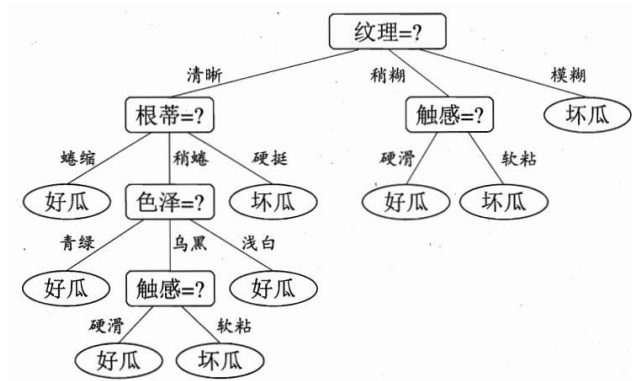 纹理=?
清晰 稍糊 模糊
根蒂=? 触感=? 坏瓜
蜷缩 稍蜷 硬挺 硬滑 软粘
好瓜 色泽=? 坏瓜 好瓜 坏瓜
青绿 乌黑 浅白
好瓜 触感=? 好瓜
硬滑 软粘
好瓜 坏瓜